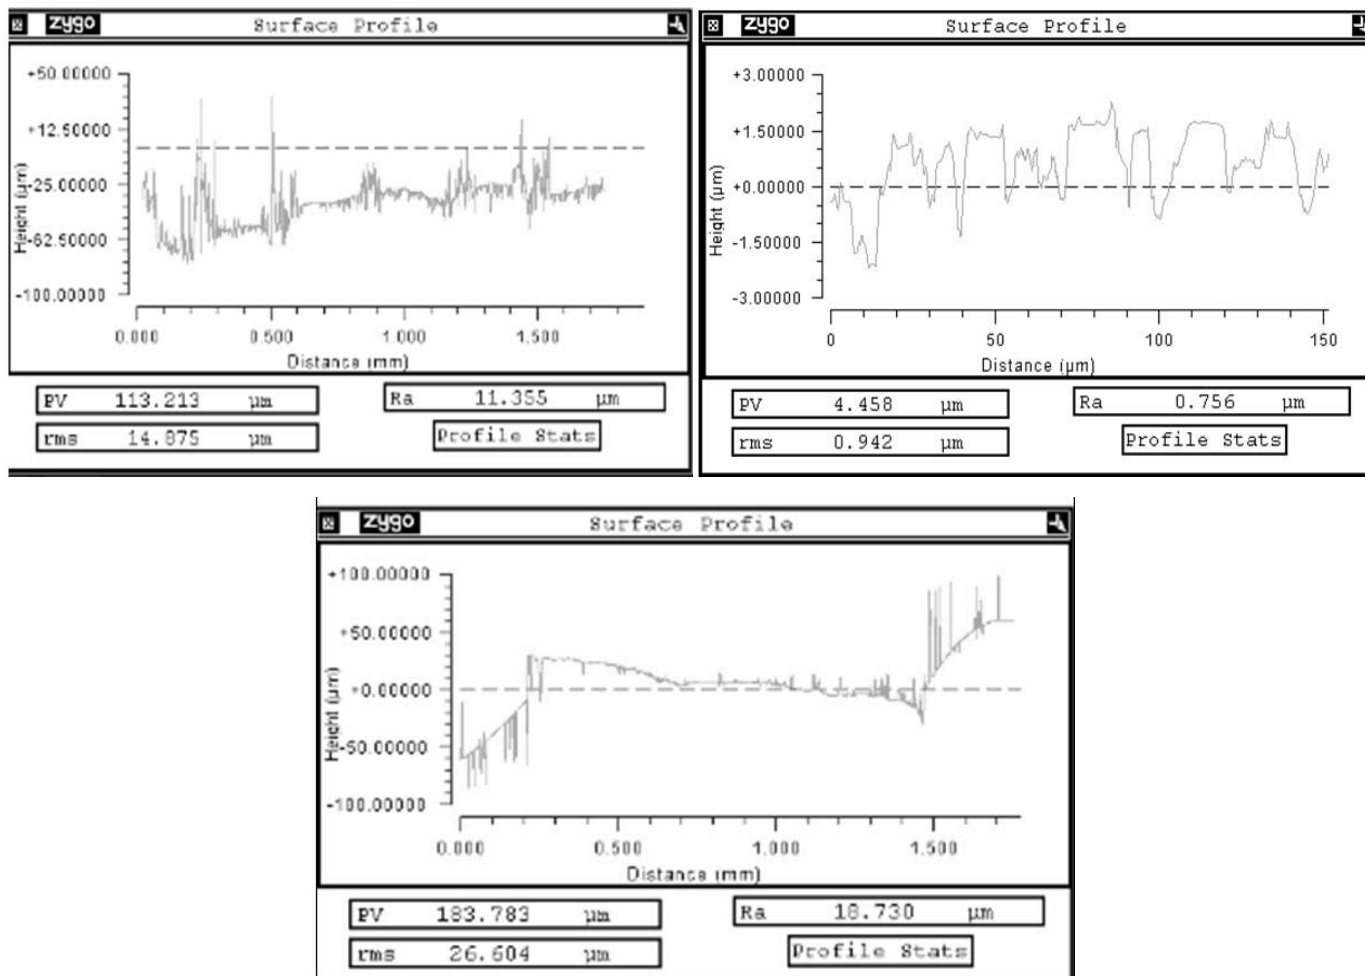 zygo Surface Profile
+50.00000
+12.50000
-25.00000
-62.50000
-100.00000
Height (µm)
0.000 0.500 1.000 1.500
Distance (mm)
PV 113.213 µm Ra 11.355 µm
rms 14.875 µm Profile Stats
zygo Surface Profile
+3.00000
+1.50000
+0.00000
-1.50000
-3.00000
Height (µm)
0 50 100 150
Distance (µm)
PV 4.458 µm Ra 0.756 µm
rms 0.942 µm Profile Stats
zygo Surface Profile
+100.00000
+50.00000
+0.00000
-50.00000
-100.00000
Height (µm)
0.000 0.500 1.000 1.500
Distance (mm)
PV 183.783 µm Ra 18.730 µm
rms 26.604 µm Profile Stats